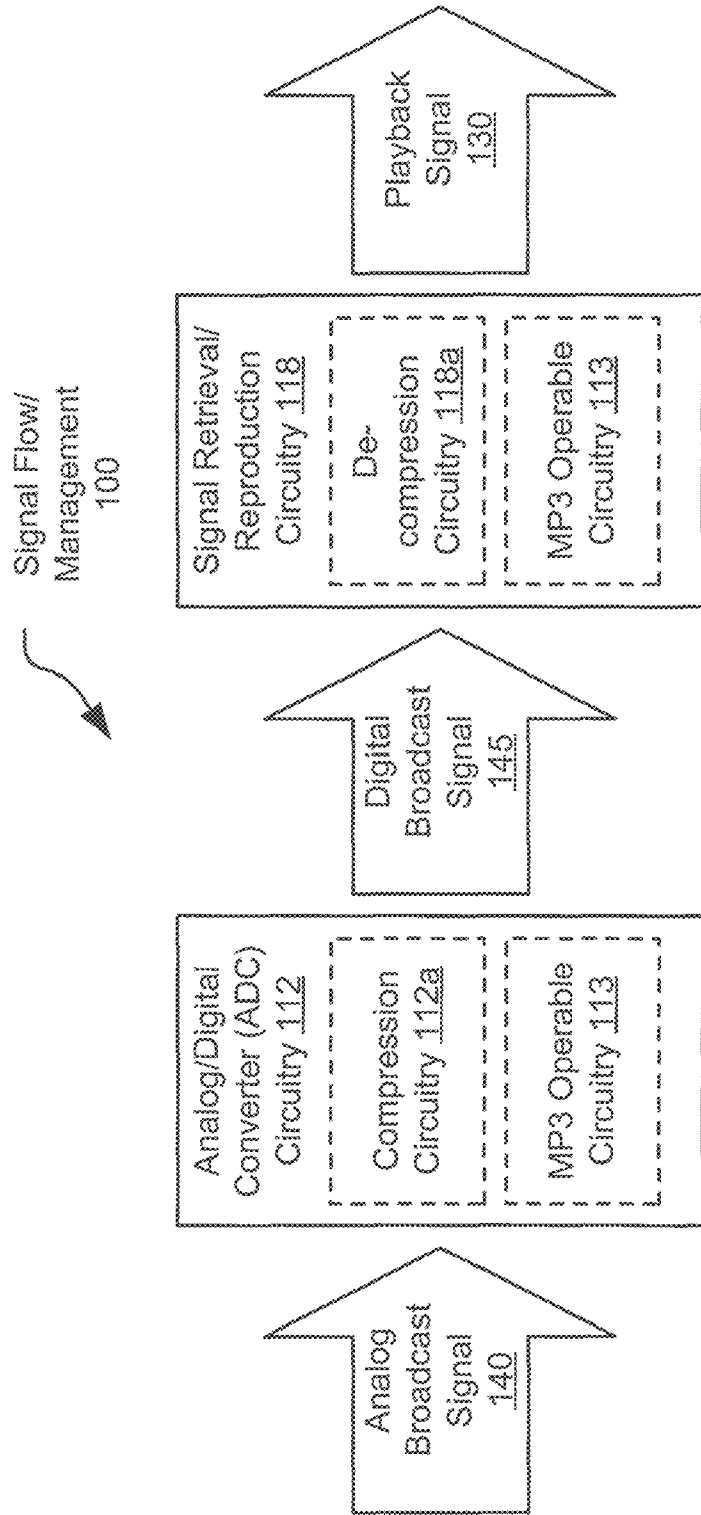 Signal Flow/
Management
100
Analog
Broadcast
Signal
140
Analog/Digital
Converter (ADC)
Circuitry 112
Compression
Circuitry 112a
MP3 Operable
Circuitry 113
Digital
Broadcast
Signal
145
Signal Retrieval/
Reproduction
Circuitry 118
De-
compression
Circuitry 118a
MP3 Operable
Circuitry 113
Playback
Signal
130